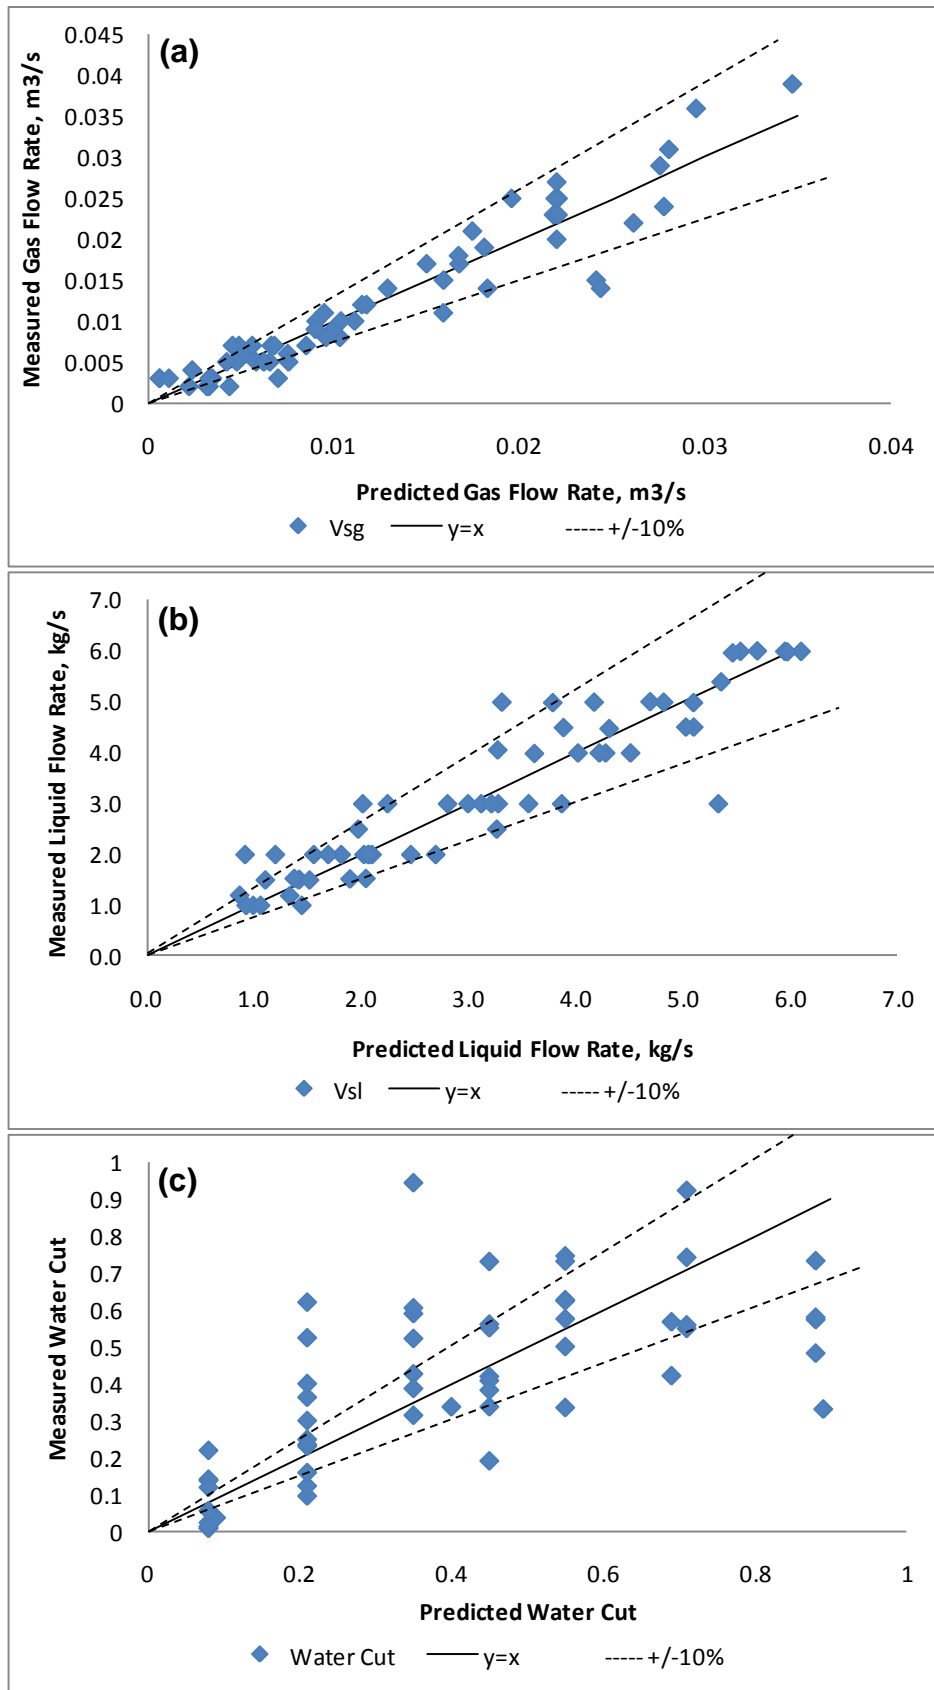 (a)
Measured Gas Flow Rate, m3/s
0.045
0.04
0.035
0.03
0.025
0.02
0.015
0.01
0.005
0
0 0.01 0.02 0.03 0.04
Predicted Gas Flow Rate, m3/s
Vsg y=x +/-10%
(b)
Measured Liquid Flow Rate, kg/s
7.0
6.0
5.0
4.0
3.0
2.0
1.0
0.0
0.0 1.0 2.0 3.0 4.0 5.0 6.0 7.0
Predicted Liquid Flow Rate, kg/s
Vsl y=x +/-10%
(c)
Measured Water Cut
1
0.9
0.8
0.7
0.6
0.5
0.4
0.3
0.2
0.1
0
0 0.2 0.4 0.6 0.8 1
Predicted Water Cut
Water Cut y=x +/-10%